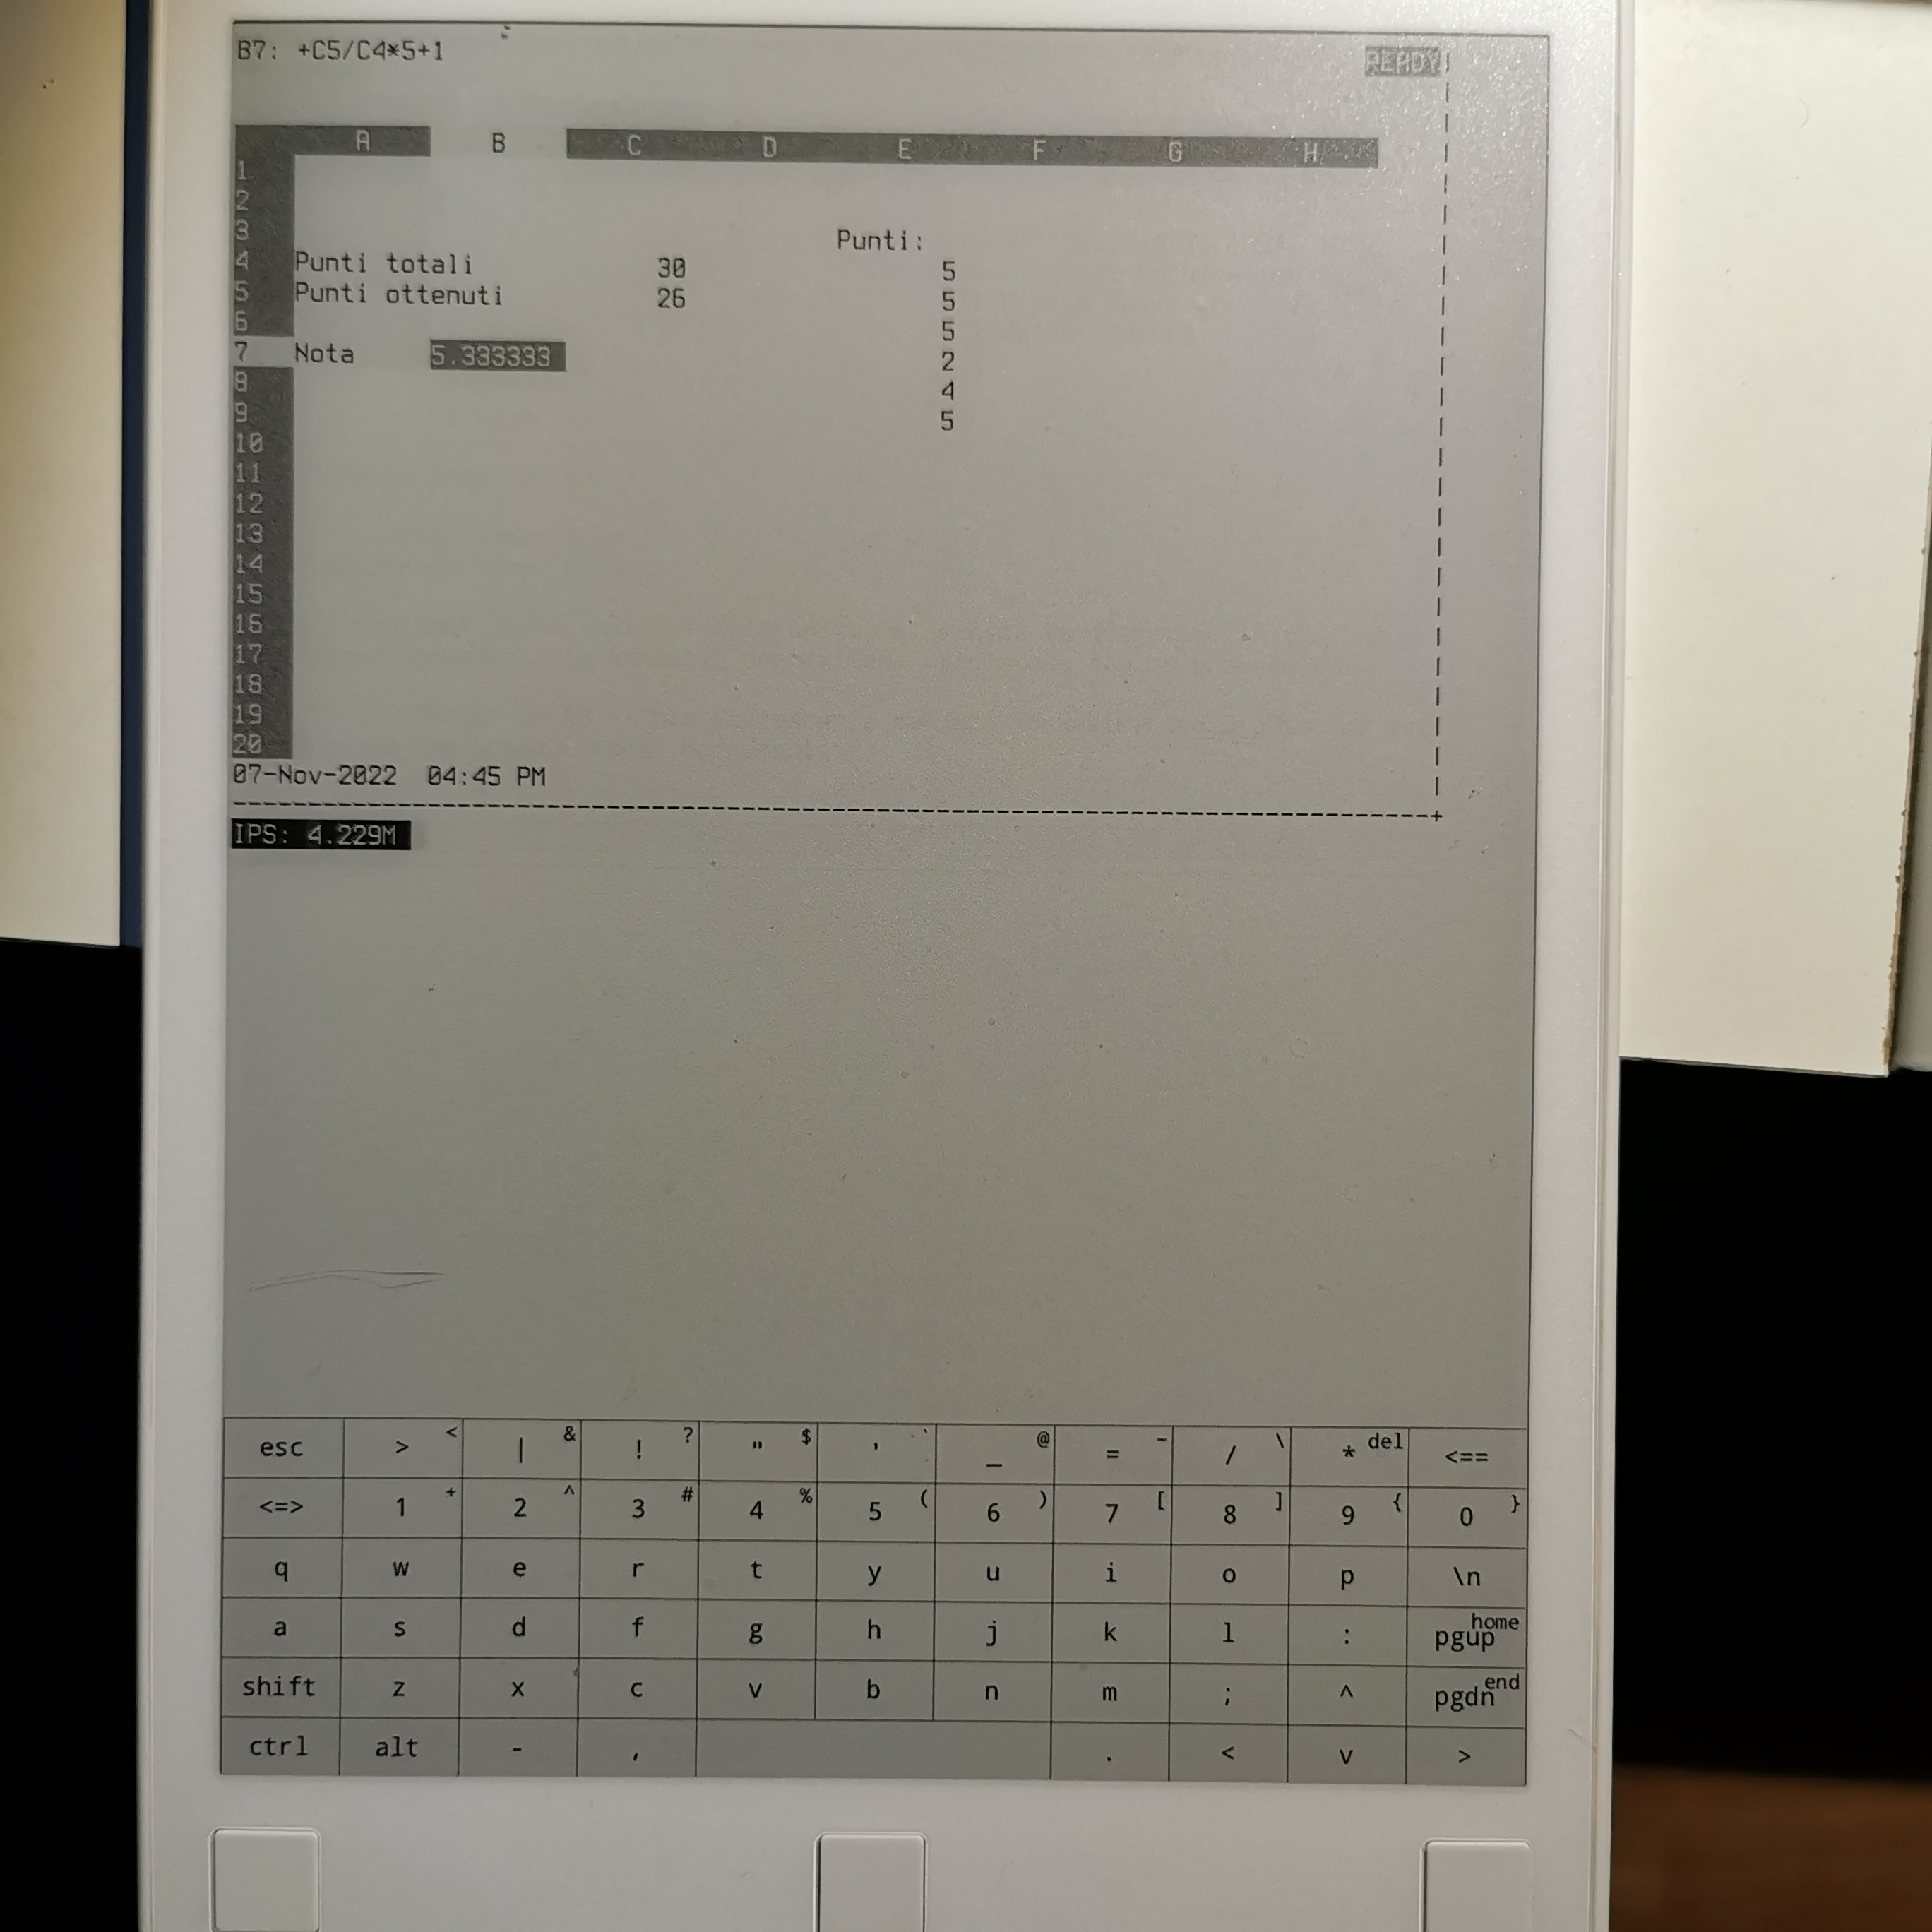 B7: +C5/C4*5+1 READY
A B C D E F G H
1
2
3 Punti:
4 Punti totali 30 5
5 Punti ottenuti 26 5
6 5
7 Nota 5.333333 2
8 4
9 5
10
11
12
13
14
15
16
17
18
19
20
07-Nov-2022 04:45 PM
IPS: 4.229M
esc > < | & ! ? " $ ' ` _ @ = ~ / \ * del <==
<=> 1 + 2 ^ 3 # 4 % 5 ( 6 ) 7 [ 8 ] 9 { 0 }
q w e r t y u i o p \n
a s d f g h j k l : pgup home
shift z x c v b n m ; ^ pgdn end
ctrl alt - , . < v >